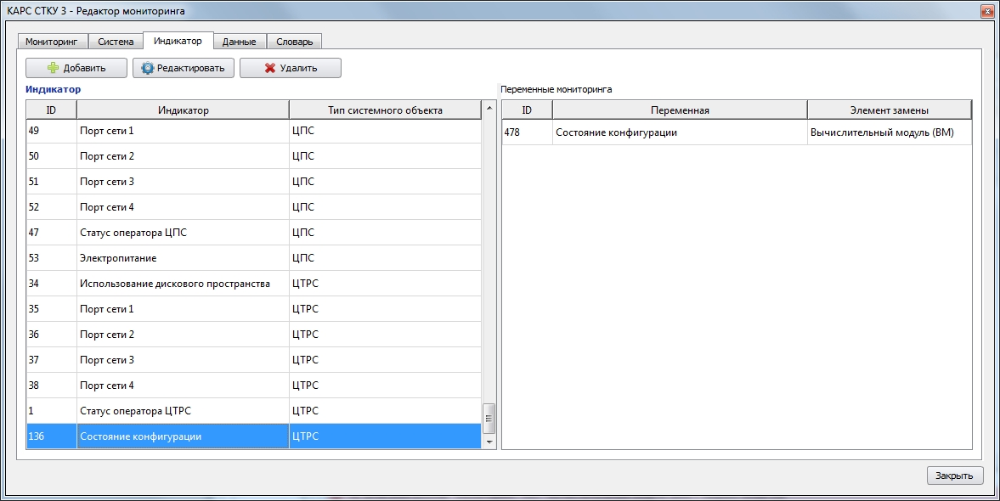 КАРС СТКУ 3 - Редактор мониторинга
Мониторинг Система Индикатор Данные Словарь
Добавить Редактировать Удалить
Индикатор
ID Индикатор Тип системного объекта
49 Порт сети 1 ЦПС
50 Порт сети 2 ЦПС
51 Порт сети 3 ЦПС
52 Порт сети 4 ЦПС
47 Статус оператора ЦПС ЦПС
53 Электропитание ЦПС
34 Использование дискового пространства ЦТРС
35 Порт сети 1 ЦТРС
36 Порт сети 2 ЦТРС
37 Порт сети 3 ЦТРС
38 Порт сети 4 ЦТРС
1 Статус оператора ЦТРС ЦТРС
136 Состояние конфигурации ЦТРС
Переменные мониторинга
ID Переменная Элемент замены
478 Состояние конфигурации Вычислительный модуль (ВМ)
Закрыть